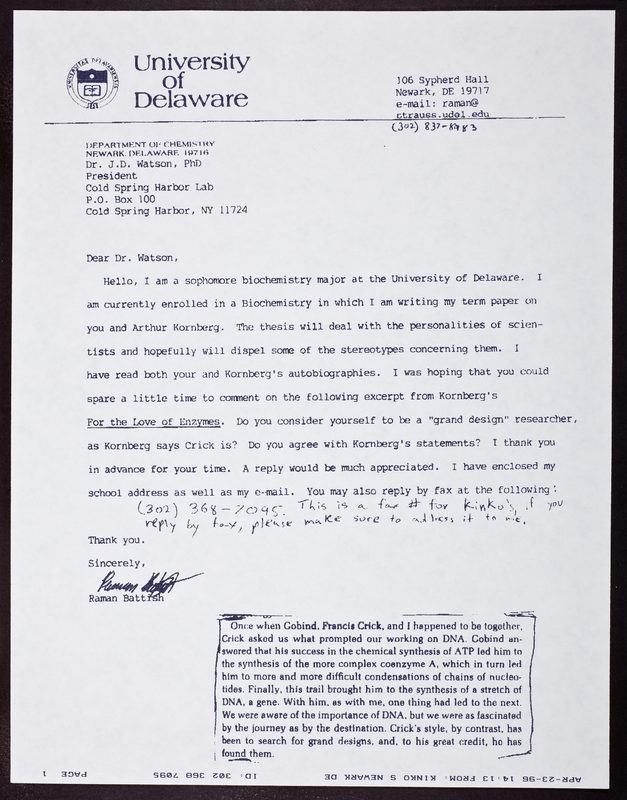 University
of
Delaware
106 Sypherd Hall
Newark, DE 19717
e-mail: raman@
strauss.udel.edu
(302) 837-8983
DEPARTMENT OF CHEMISTRY
NEWARK, DELAWARE 19716
Dr. J.D. Watson, PhD
President
Cold Spring Harbor Lab
P.O. Box 100
Cold Spring Harbor, NY 11724
Dear Dr. Watson,
Hello, I am a sophomore biochemistry major at the University of Delaware. I
am currently enrolled in a Biochemistry in which I am writing my term paper on
you and Arthur Kornberg. The thesis will deal with the personalities of scien-
tists and hopefully will dispel some of the stereotypes concerning them. I
have read both your and Kornberg's autobiographies. I was hoping that you could
spare a little time to comment on the following excerpt from Kornberg's
For the Love of Enzymes. Do you consider yourself to be a "grand design" researcher,
as Kornberg says Crick is? Do you agree with Kornberg's statements? I thank you
in advance for your time. A reply would be much appreciated. I have enclosed my
school address as well as my e-mail. You may also reply by fax at the following:
(302) 368-7095. This is a fax # for Kinko's, if you
reply by fax, please make sure to address it to me.
Thank you.
Sincerely,
Raman Battish
Once when Gobind, Francis Crick, and I happened to be together,
Crick asked us what prompted our working on DNA. Gobind an-
swered that his success in the chemical synthesis of ATP led him to
the synthesis of the more complex coenzyme A, which in turn led
him to more and more difficult condensations of chains of nucleo-
tides. Finally, this trail brought him to the synthesis of a stretch of
DNA, a gene. With him, as with me, one thing had led to the next.
We were aware of the importance of DNA, but we were as fascinated
by the journey as by the destination. Crick's style, by contrast, has
been to search for grand designs, and, to his great credit, he has
found them.
APR-23-96 14:13 FROM: KINKO S NEWARK DE ID: 302 368 7095 PAGE 1